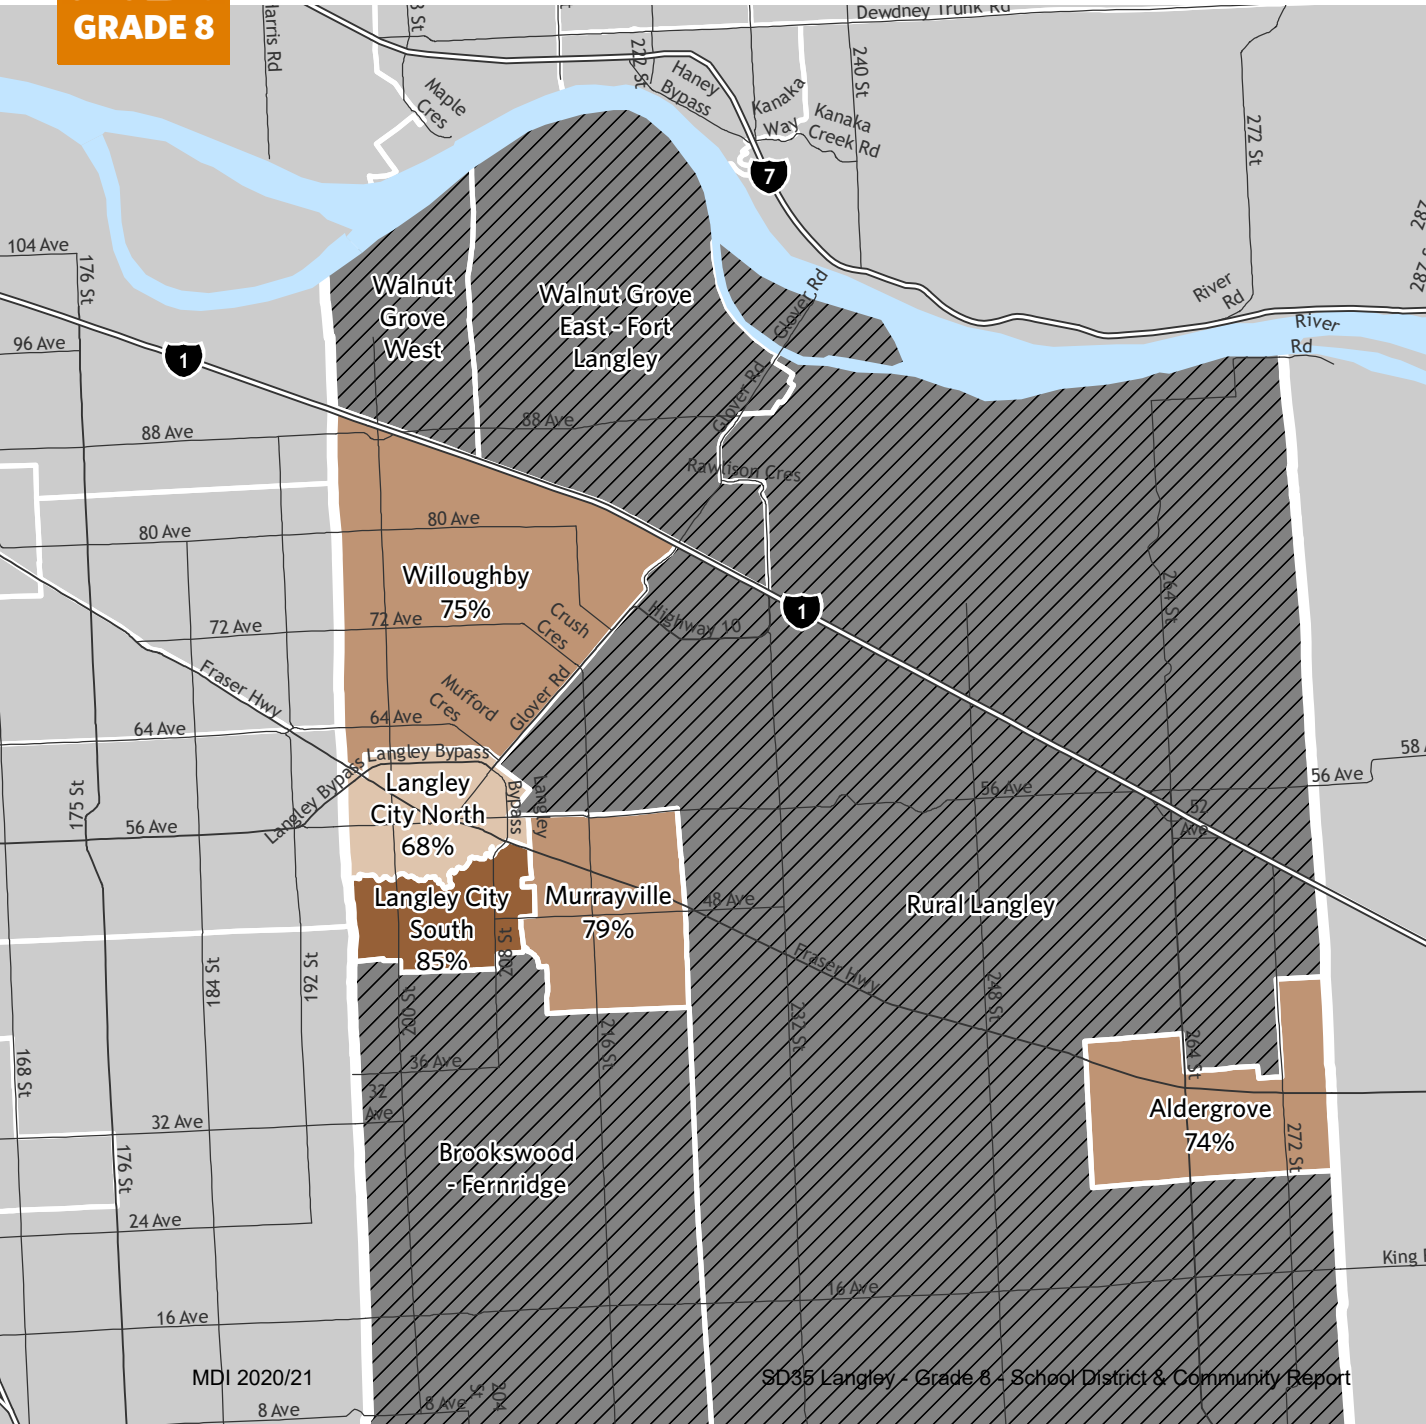 GRADE 8
Harris Rd
Maple
Cres
222 St
Haney
Bypass
Dewdney Trunk Rd
240 St
Kanaka
Way
Kanaka
Creek Rd
7
272 St
104 Ave
176 St
96 Ave
1
Walnut
Grove
West
Walnut Grove
East - Fort
Langley
Glover Rd
Glover Rd
River
Rd
River
Rd
88 Ave
88 Ave
Rawlison Cres
80 Ave
80 Ave
Willoughby
75%
72 Ave
72 Ave
Crush
Cres
Highway 10
1
264 St
Fraser Hwy
Mufford
Cres
Glover Rd
64 Ave
64 Ave
Langley Bypass
Langley Bypass
Langley
Bypass
Langley
City North
68%
175 St
56 Ave
56 Ave
56 Ave
58
52
Ave
Langley City
South
85%
Murrayville
79%
48 Ave
Rural Langley
Fraser Hwy
184 St
192 St
200 St
208 St
216 St
232 St
248 St
264 St
168 St
36 Ave
32
Ave
32 Ave
Aldergrove
74%
272 St
176 St
Brookswood
- Fernridge
24 Ave
King
16 Ave
16 Ave
MDI 2020/21
SD35 Langley - Grade 8 - School District & Community Report
8 Ave
8 Ave
204
St